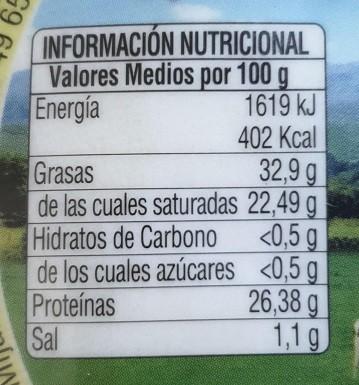 INFORMACIÓN NUTRICIONAL
Valores Medios por 100 g
Energía 1619 kJ
402 Kcal
Grasas 32,9 g
de las cuales saturadas 22,49 g
Hidratos de Carbono <0,5 g
de los cuales azúcares <0,5 g
Proteínas 26,38 g
Sal 1,1 g